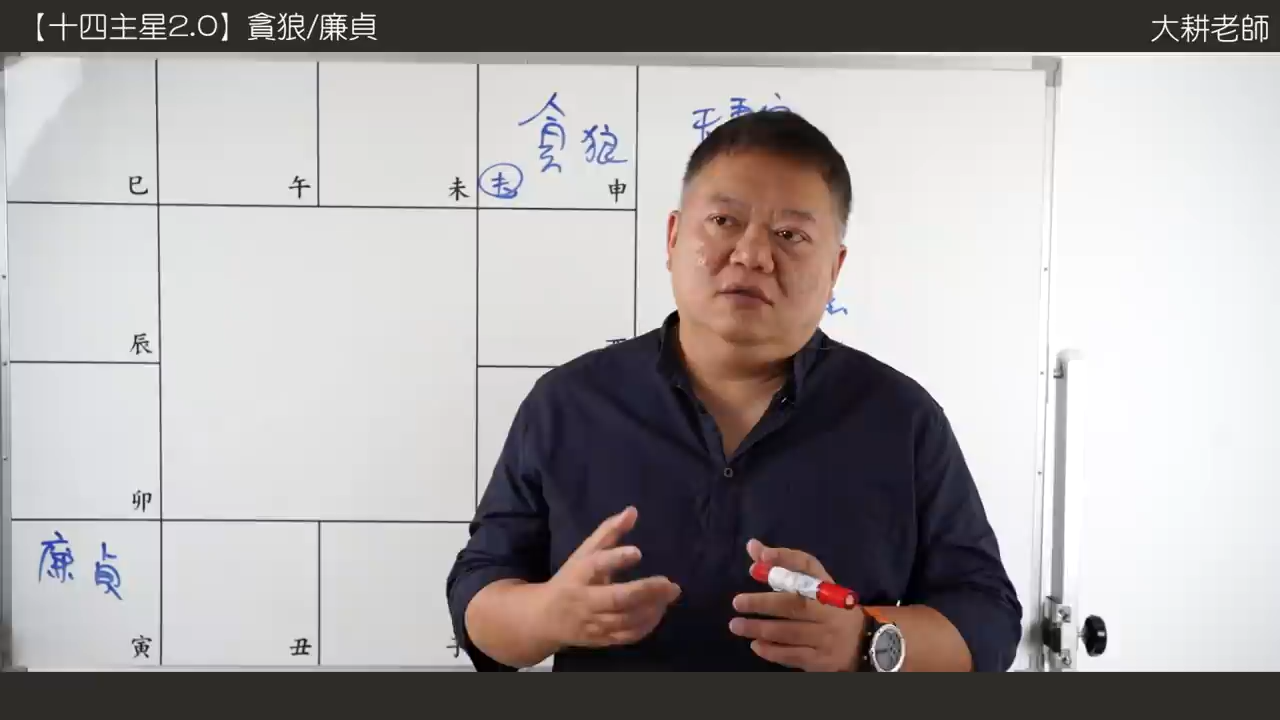 【十四主星2.0】貪狼/廉貞
大耕老師
貪狼
巳
午
未
申
辰
卯
廉貞
寅
丑